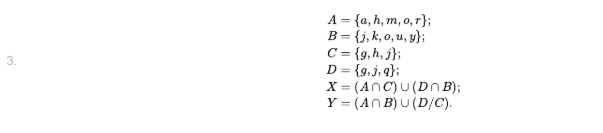 3.
A = {a, h, m, o, r};
B = {j, k, o, u, y};
C = {g, h, j};
D = {g, j, q};
X = (A ∩ C) ∪ (D ∩ B);
Y = (A ∩ B) ∪ (D/C).